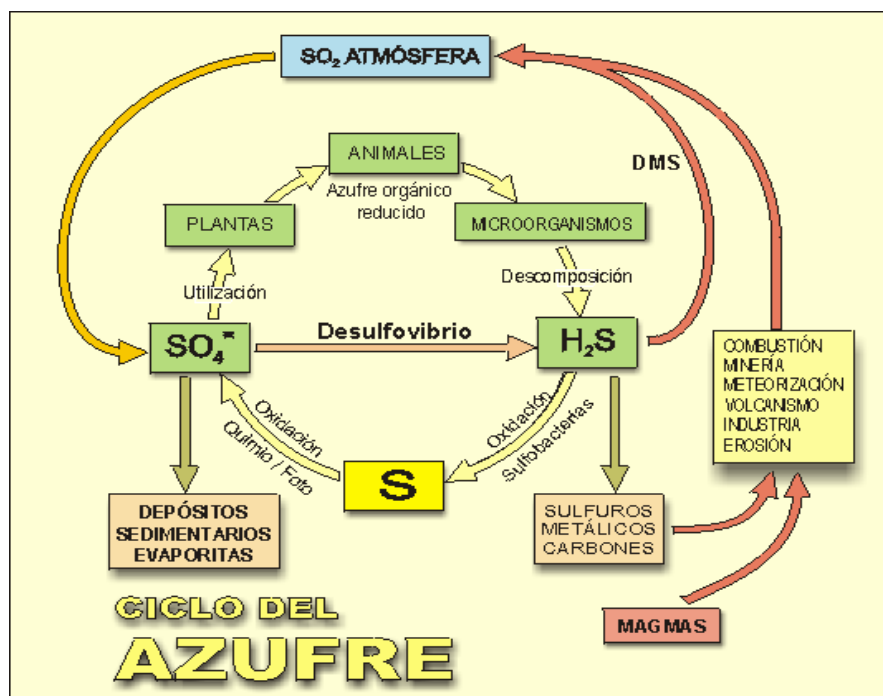 SO₂ ATMÓSFERA
DMS
ANIMALES
Azufre orgánico
reducido
PLANTAS
MICROORGANISMOS
Utilización
Descomposición
SO₄⁼
Desulfovibrio
H₂S
COMBUSTIÓN
MINERÍA
METEORIZACIÓN
VOLCANISMO
INDUSTRIA
EROSIÓN
Oxidación
Quimio / Foto
Oxidación
Sulfobacterias
S
DEPÓSITOS
SEDIMENTARIOS
EVAPORITAS
SULFUROS
METÁLICOS
CARBONES
MAGMAS
CICLO DEL
AZUFRE